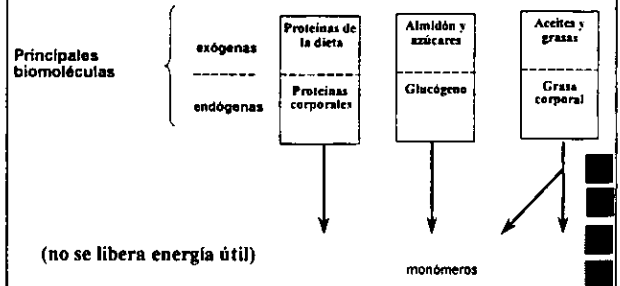 Principales
biomoléculas
exógenas
endógenas
Proteínas de
la dieta
Proteínas
corporales
Almidón y
azúcares
Glucógeno
Aceites y
grasas
Grasa
corporal
(no se libera energía útil)
monómeros